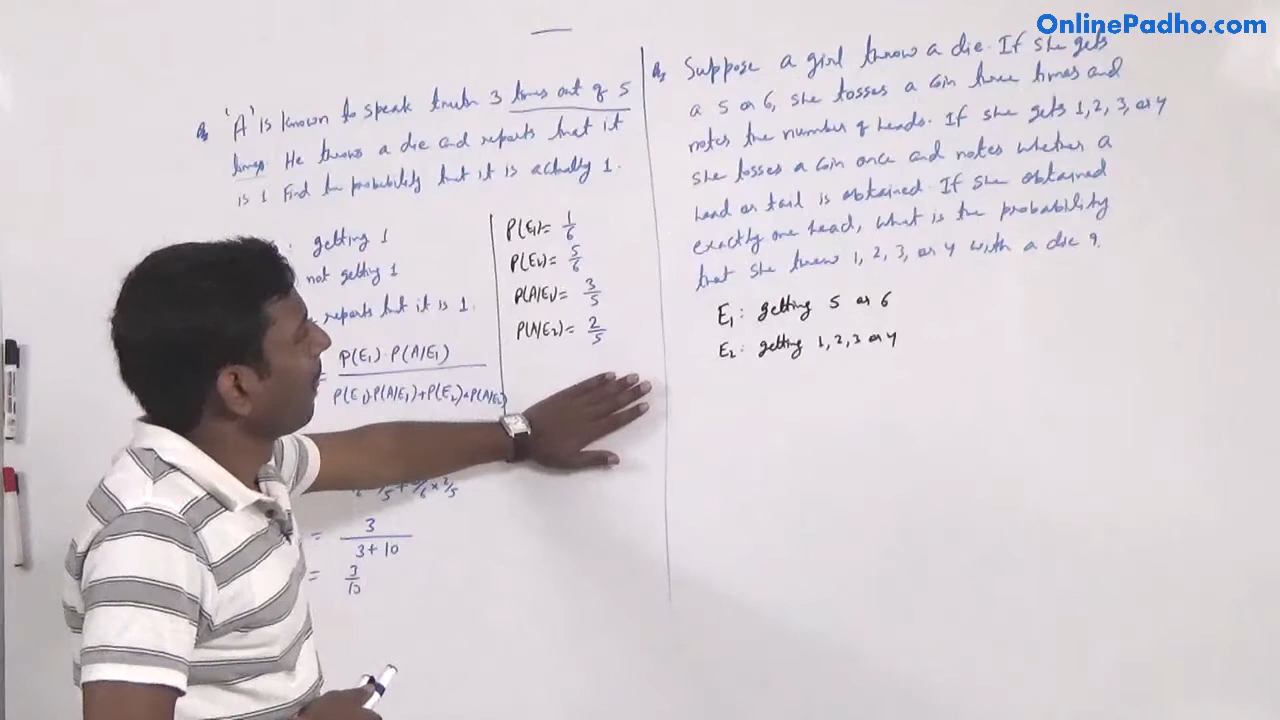 OnlinePadho.com
Q, 'A' is known to speak truth 3 times out of 5
times. He throws a die and reports that it
is 1 Find the probability that it is actually 1.
: getting 1
not getting 1
reports that it is 1.
= P(E1) . P(A/E1)
P(E1) P(A/E1) + P(E2) × P(A/E2)
/5 + 5/6 × 2/5
= 3
3+10
= 3/10
P(E1) = 1/6
P(E2) = 5/6
P(A/E1) = 3/5
P(A/E2) = 2/5
Q, Suppose a girl throw a die. If she gets
a 5 or 6, she tosses a coin three times and
notes the number of heads. If she gets 1, 2, 3, or 4
she tosses a coin once and notes whether a
head or tail is obtained. If she obtained
exactly one head, what is the probability
that she threw 1, 2, 3, or 4 with a die ?
E1 : getting 5 or 6
E2 : getting 1, 2, 3 or 4